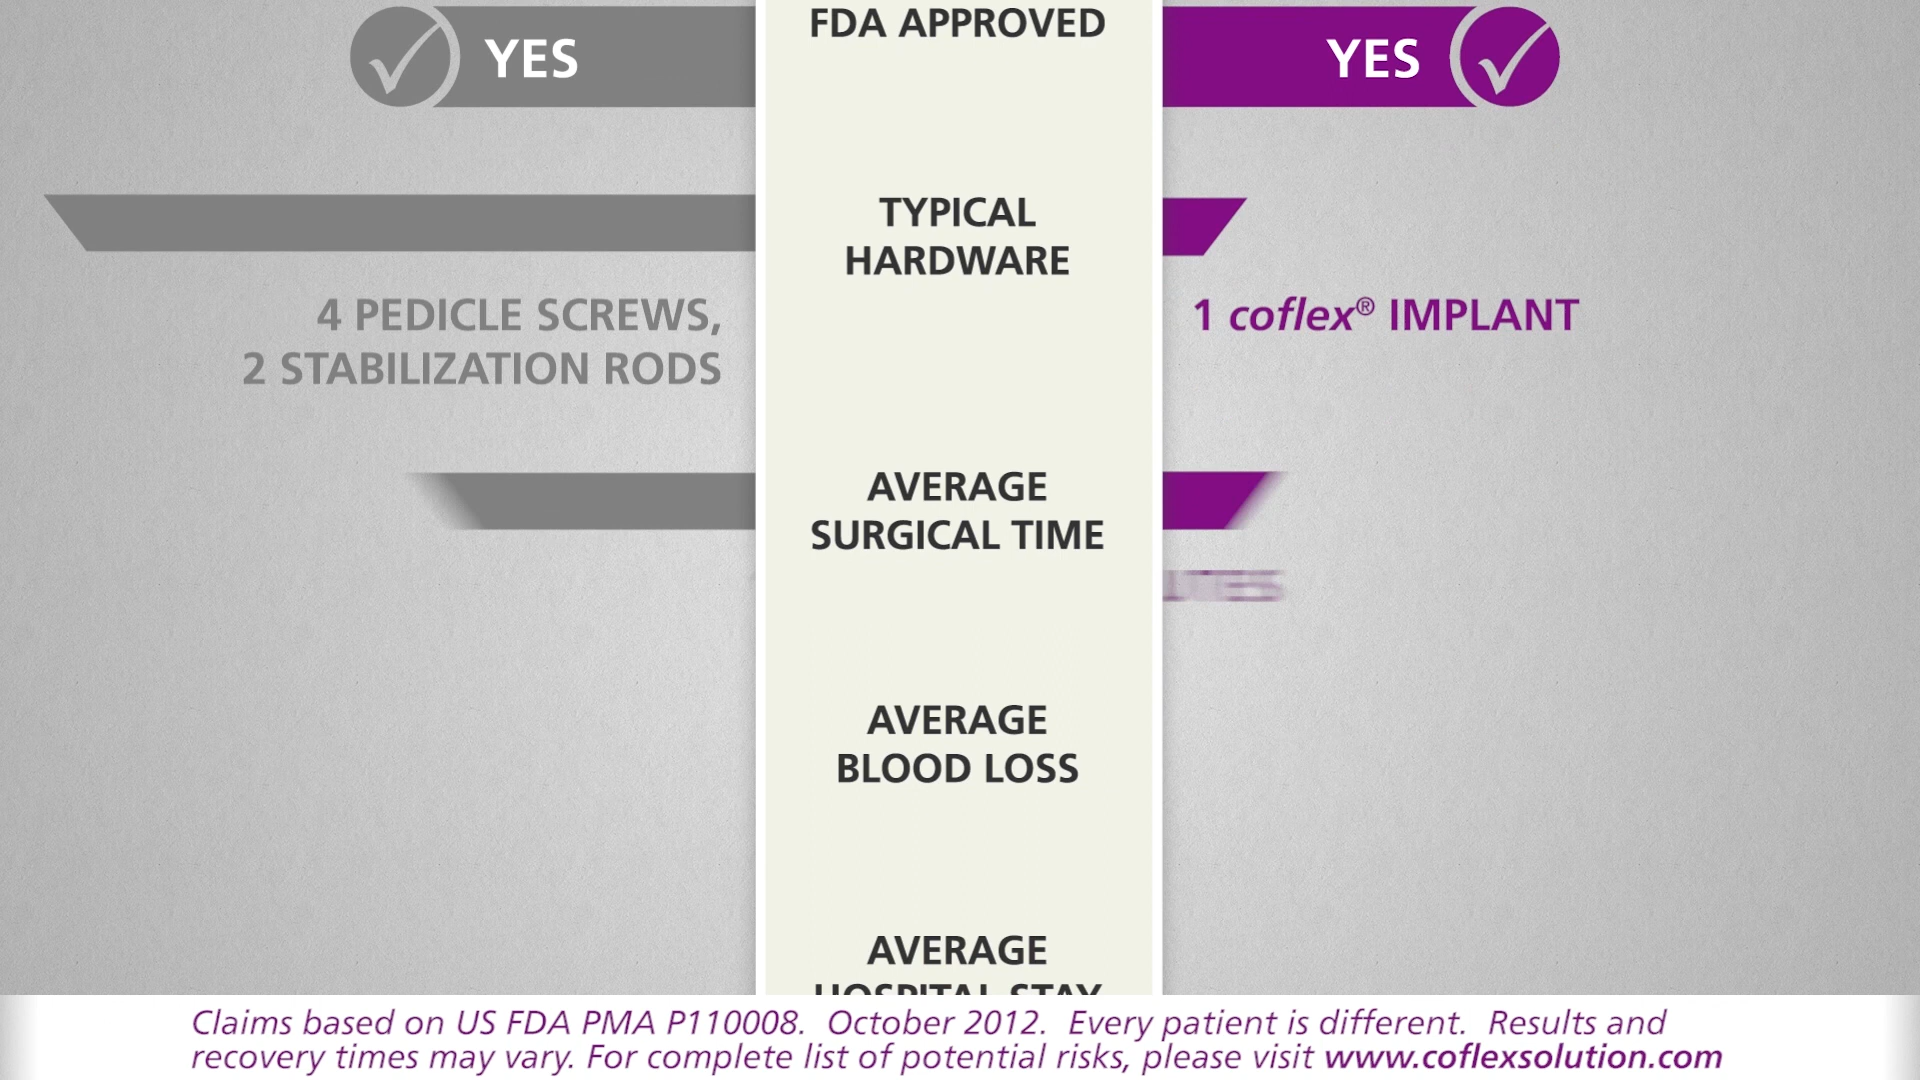 FDA APPROVED
YES
YES
TYPICAL
HARDWARE
4 PEDICLE SCREWS,
2 STABILIZATION RODS
1 coflex® IMPLANT
AVERAGE
SURGICAL TIME
AVERAGE
BLOOD LOSS
AVERAGE
HOSPITAL STAY
Claims based on US FDA PMA P110008. October 2012. Every patient is different. Results and
recovery times may vary. For complete list of potential risks, please visit www.coflexsolution.com